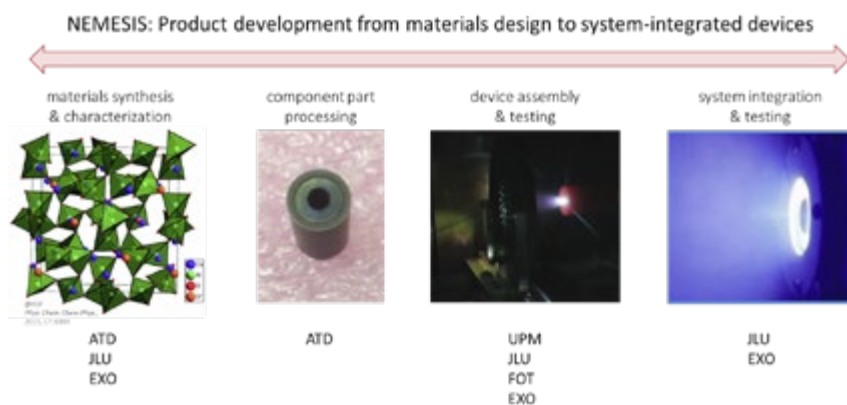 NEMESIS: Product development from materials design to system-integrated devices
materials synthesis
& characterization
component part
processing
device assembly
& testing
system integration
& testing
ATD
JLU
EXO
ATD
UPM
JLU
FOT
EXO
JLU
EXO